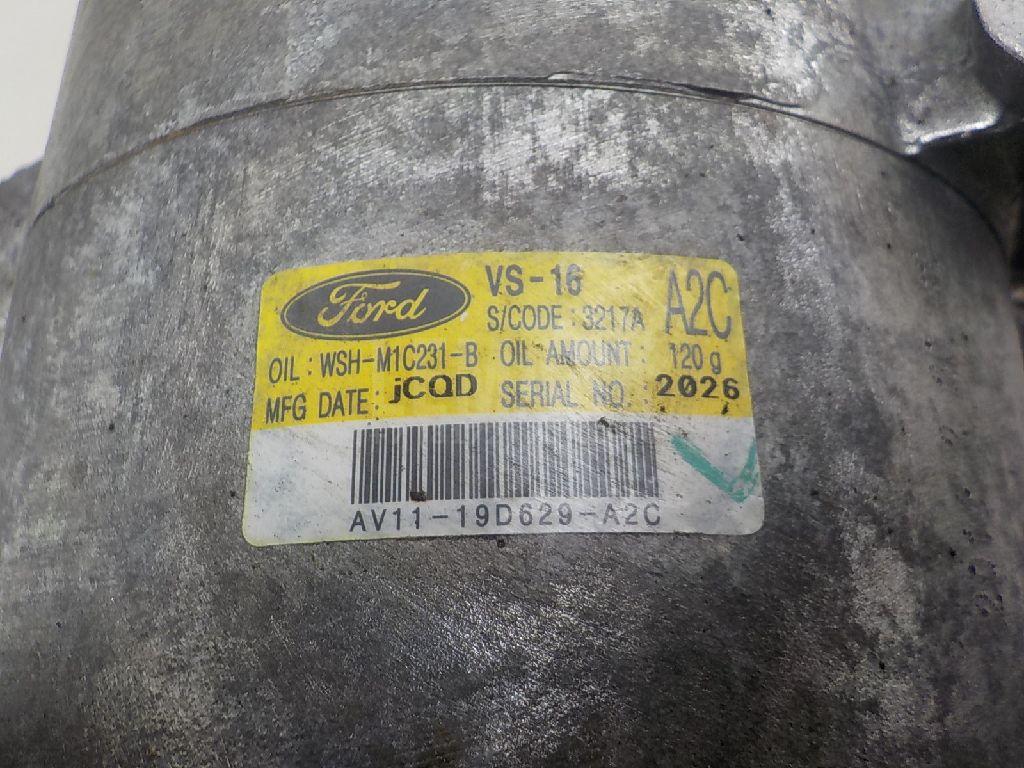 Ford VS-16 A2C
S/CODE : 3217A
OIL : WSH-M1C231-B OIL AMOUNT : 120 g
MFG DATE : jCQD SERIAL NO. : 2026
AV11-19D629-A2C